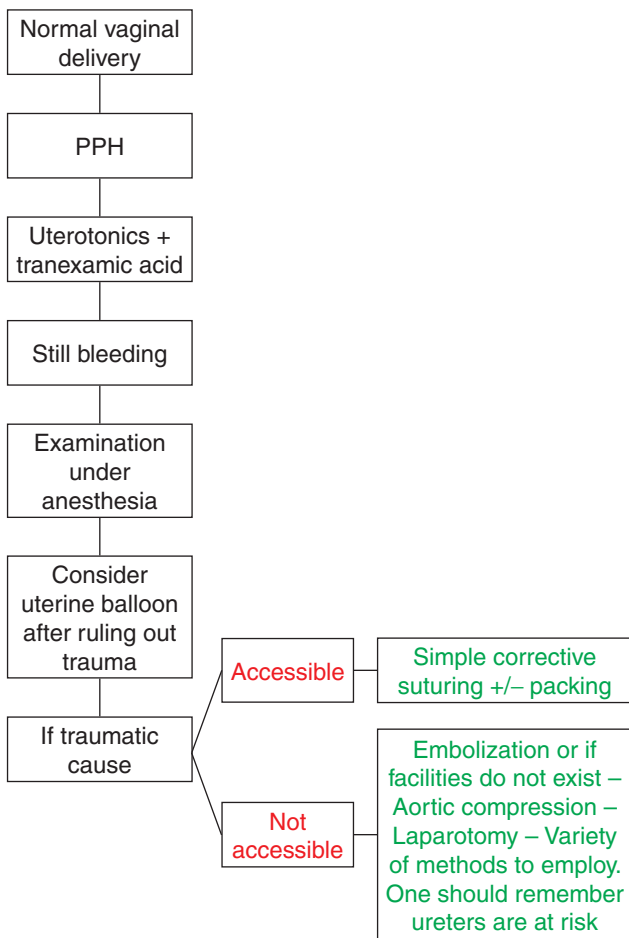 Normal vaginal
delivery
PPH
Uterotonics +
tranexamic acid
Still bleeding
Examination
under
anesthesia
Consider
uterine balloon
after ruling out
trauma
If traumatic
cause
Accessible
Simple corrective
suturing +/– packing
Not
accessible
Embolization or if
facilities do not exist –
Aortic compression –
Laparotomy – Variety
of methods to employ.
One should remember
ureters are at risk